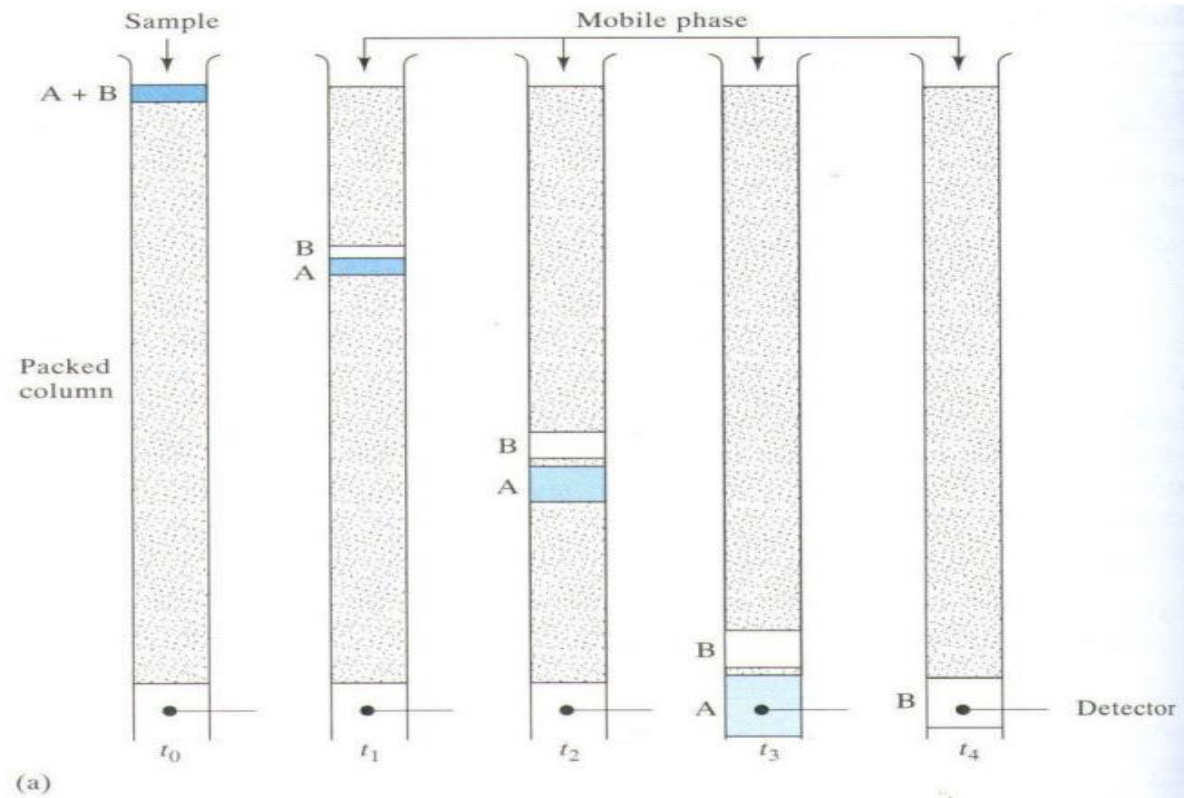 Sample
Mobile phase
A + B
B
A
Packed
column
B
A
B
A
B
Detector
t0
t1
t2
t3
t4
(a)